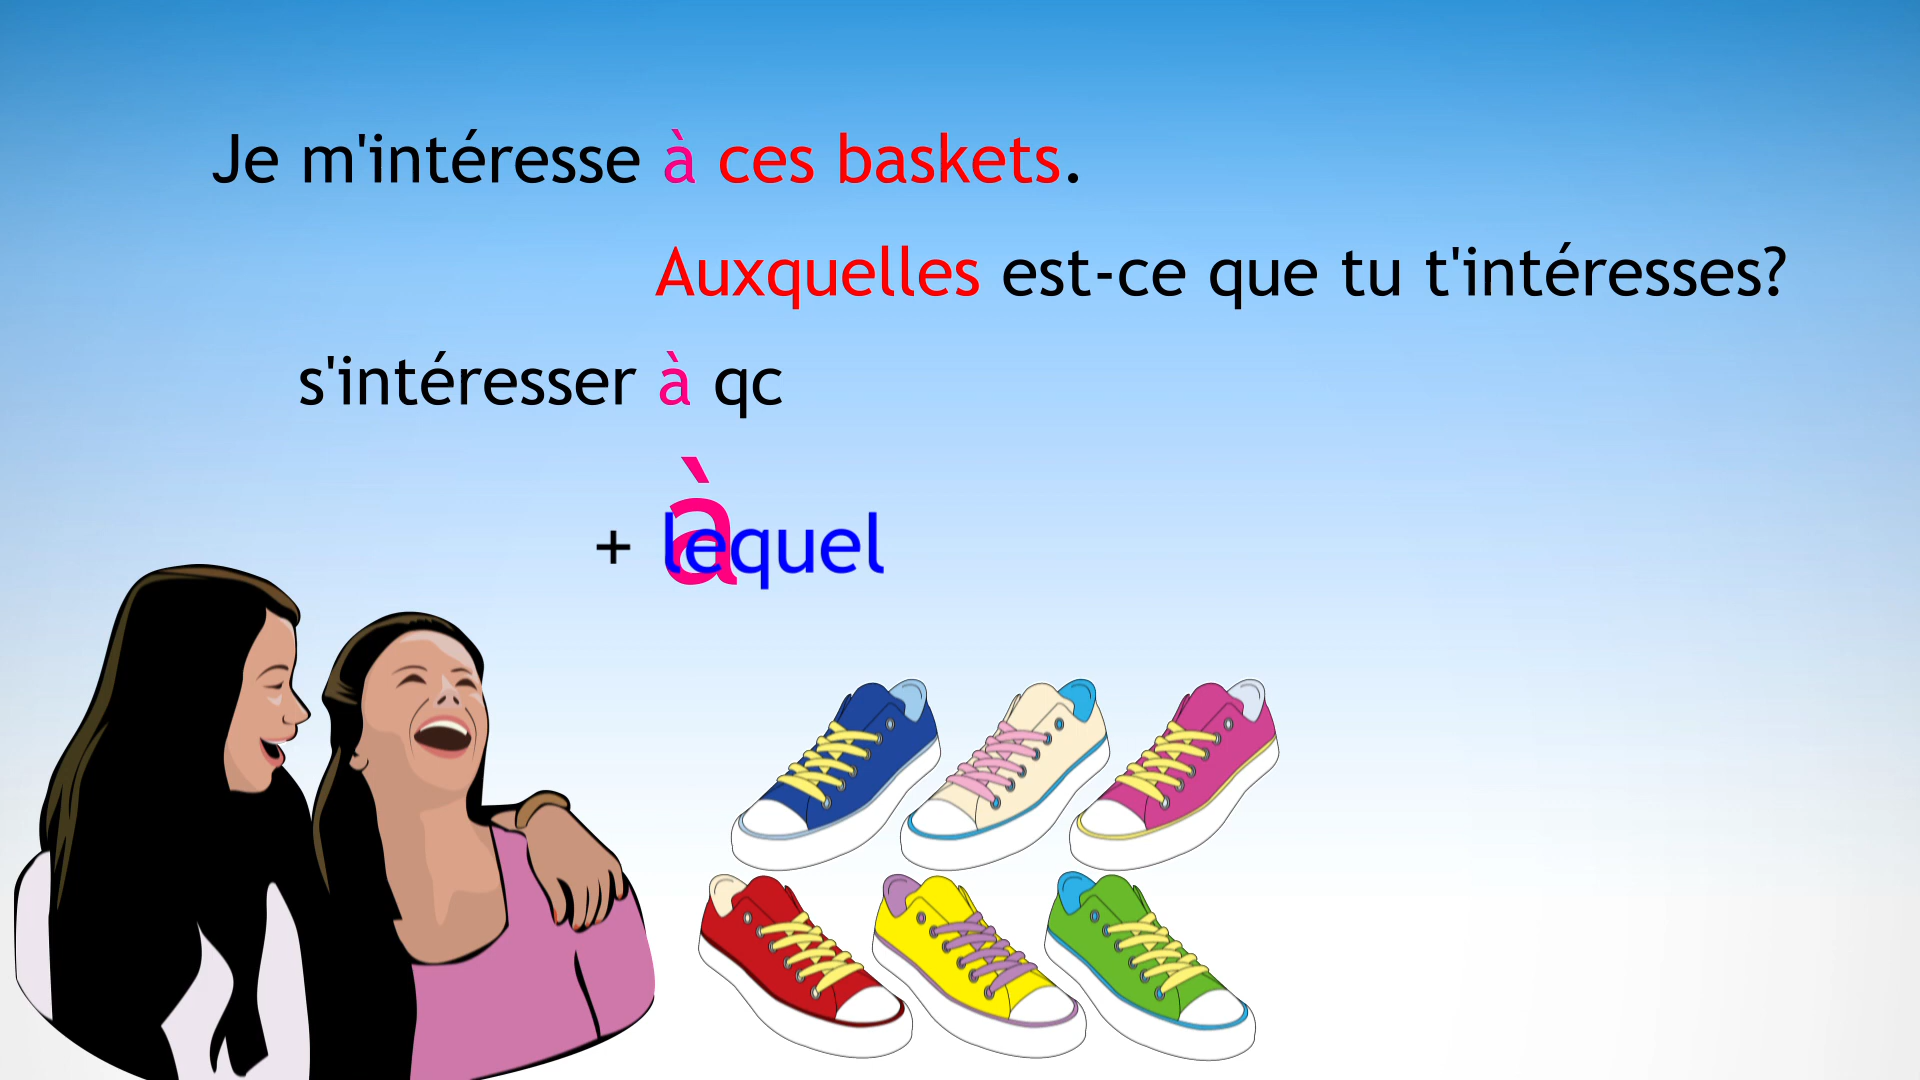 Je m'intéresse à ces baskets.
Auxquelles est-ce que tu t'intéresses?
s'intéresser à qc
à
+ lequel